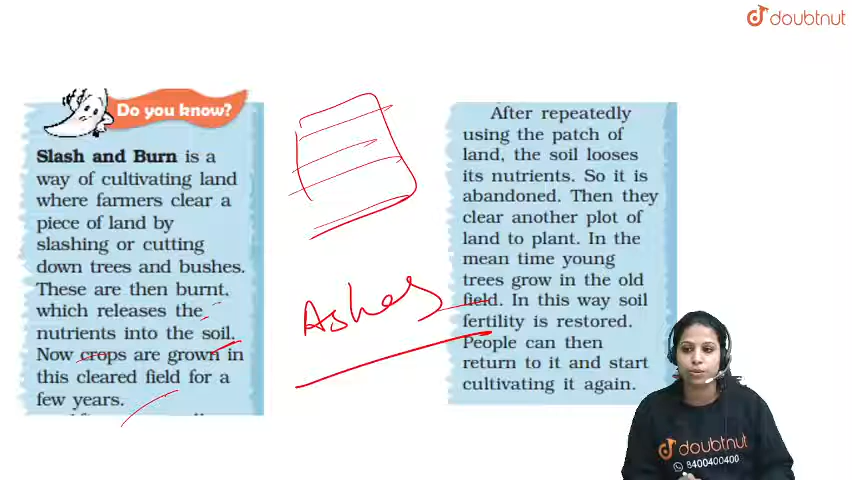 doubtnut
Do you know?
Slash and Burn is a
way of cultivating land
where farmers clear a
piece of land by
slashing or cutting
down trees and bushes.
These are then burnt,
which releases the
nutrients into the soil.
Now crops are grown in
this cleared field for a
few years.
Ashes
After repeatedly
using the patch of
land, the soil looses
its nutrients. So it is
abandoned. Then they
clear another plot of
land to plant. In the
mean time young
trees grow in the old
field. In this way soil
fertility is restored.
People can then
return to it and start
cultivating it again.
doubtnut
8400400400